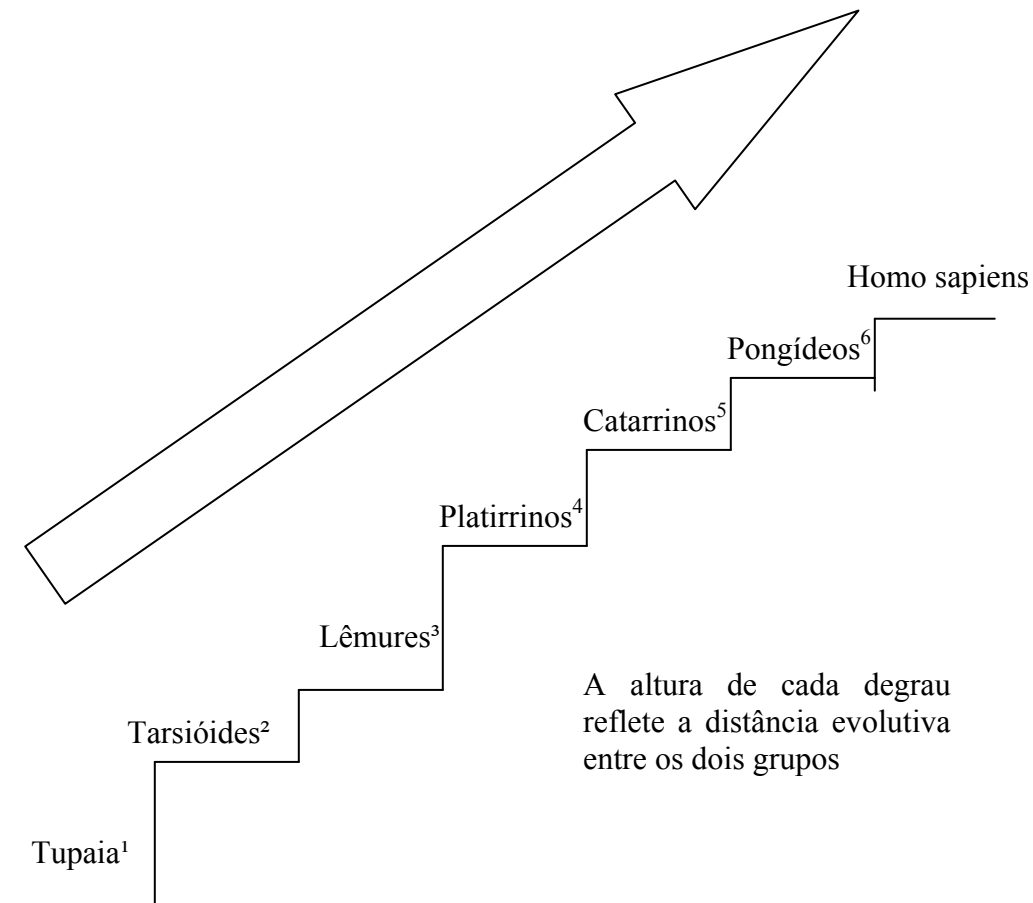 Homo sapiens
Pongídeos⁶
Catarrinos⁵
Platirrinos⁴
Lêmures³
A altura de cada degrau
reflete a distância evolutiva
entre os dois grupos
Tarsióides²
Tupaia¹